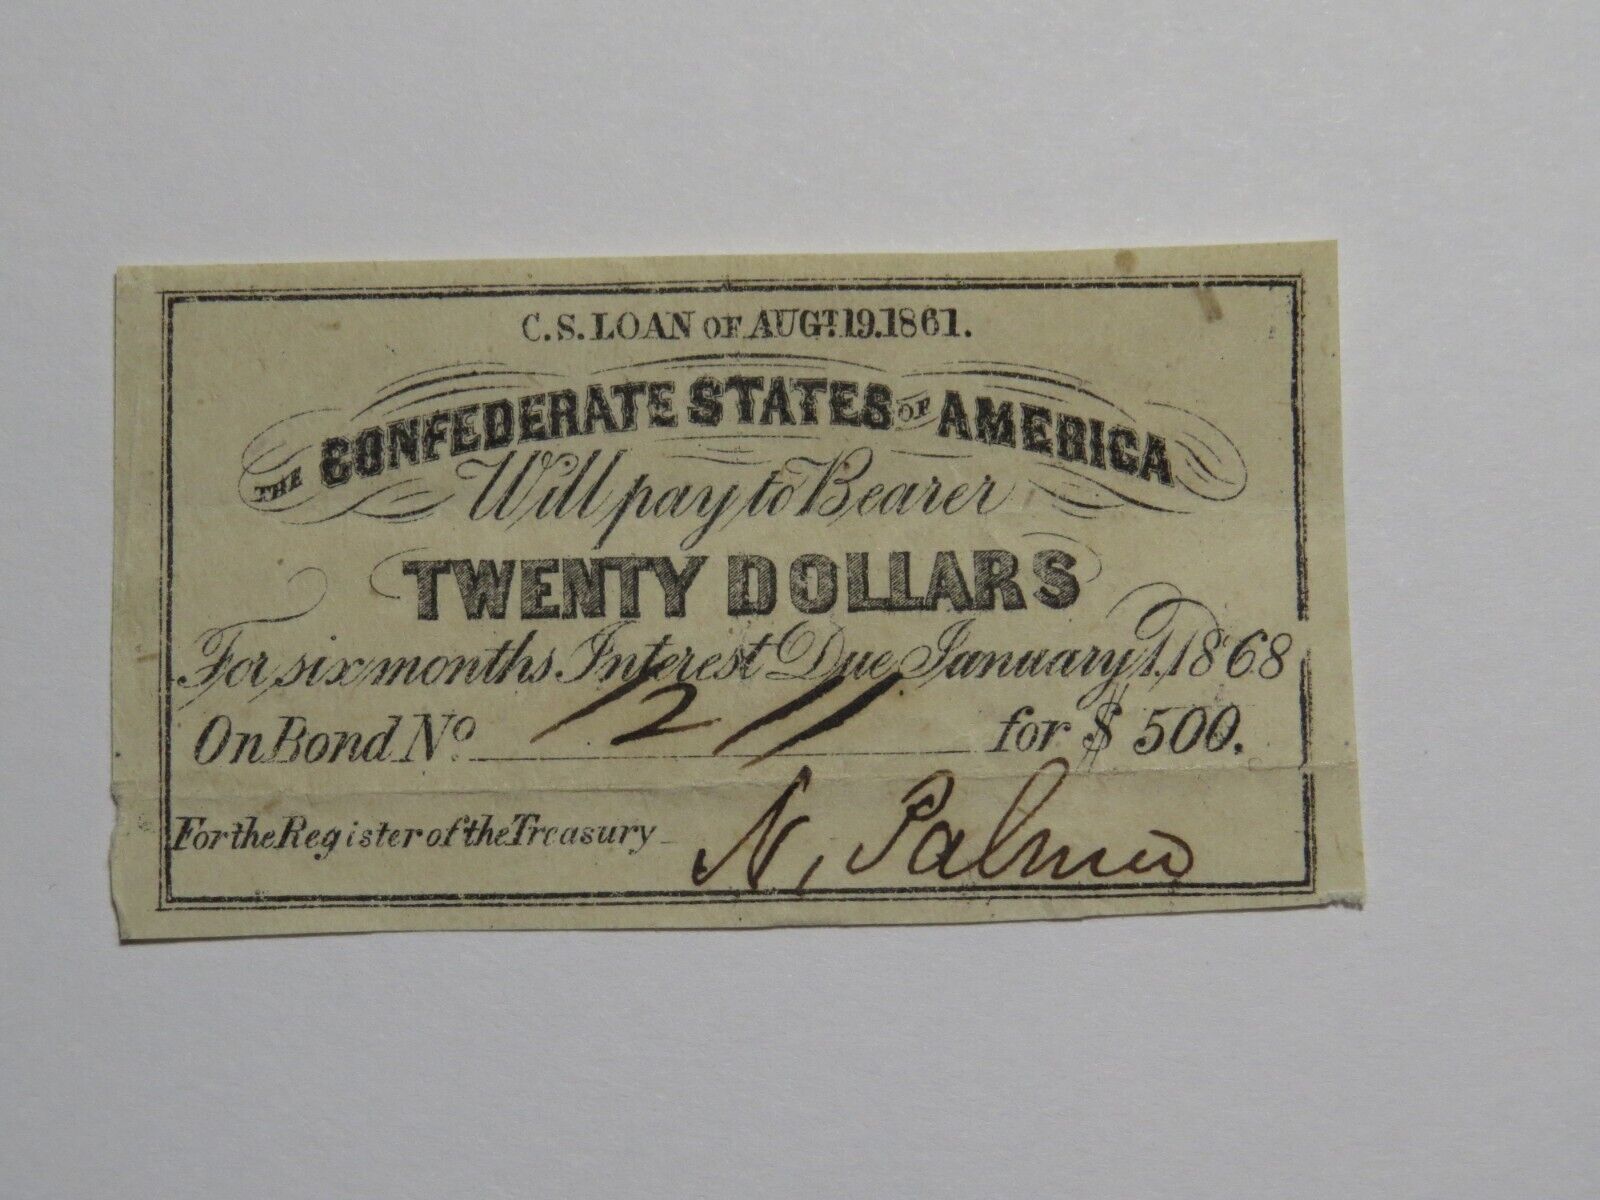 C.S. LOAN OF AUGT. 19. 1861.
THE CONFEDERATE STATES OF AMERICA
Will pay to Bearer
TWENTY DOLLARS
For six months Interest Due January 1. 1868
On Bond No. 1211 for $ 500.
For the Register of the Treasury N. Palmer